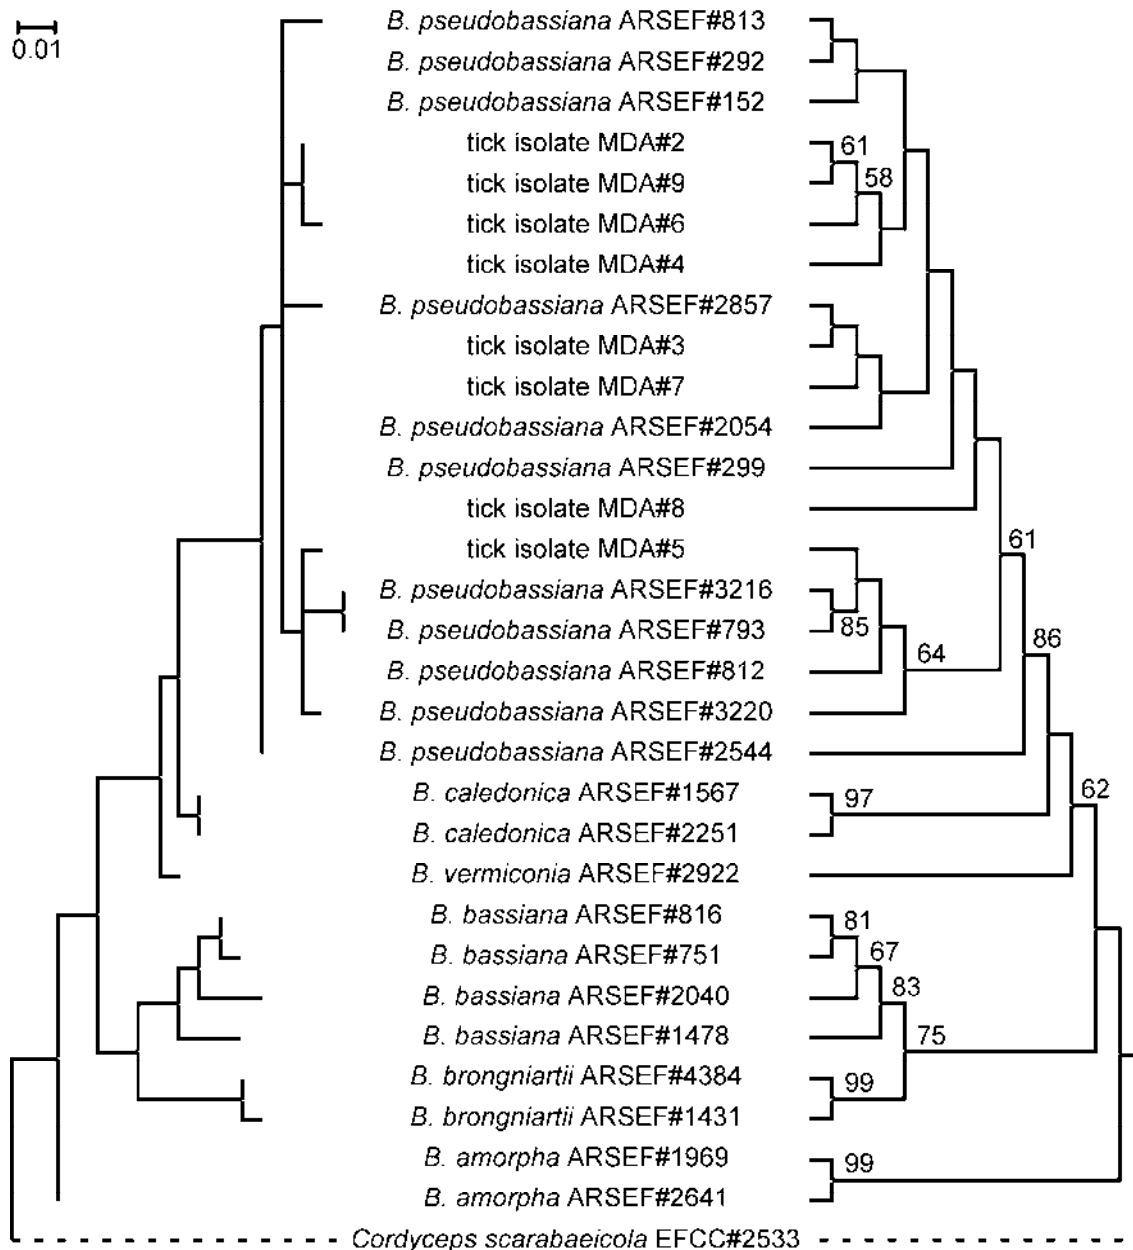 0.01
B. pseudobassiana ARSEF#813
B. pseudobassiana ARSEF#292
B. pseudobassiana ARSEF#152
tick isolate MDA#2
61
58
tick isolate MDA#9
tick isolate MDA#6
tick isolate MDA#4
B. pseudobassiana ARSEF#2857
tick isolate MDA#3
tick isolate MDA#7
B. pseudobassiana ARSEF#2054
B. pseudobassiana ARSEF#299
tick isolate MDA#8
tick isolate MDA#5
61
B. pseudobassiana ARSEF#3216
B. pseudobassiana ARSEF#793
85
86
64
B. pseudobassiana ARSEF#812
B. pseudobassiana ARSEF#3220
B. pseudobassiana ARSEF#2544
B. caledonica ARSEF#1567
97
62
B. caledonica ARSEF#2251
B. vermiconia ARSEF#2922
B. bassiana ARSEF#816
81
B. bassiana ARSEF#751
67
B. bassiana ARSEF#2040
83
B. bassiana ARSEF#1478
75
B. brongniartii ARSEF#4384
99
B. brongniartii ARSEF#1431
B. amorpha ARSEF#1969
99
B. amorpha ARSEF#2641
Cordyceps scarabaeicola EFCC#2533